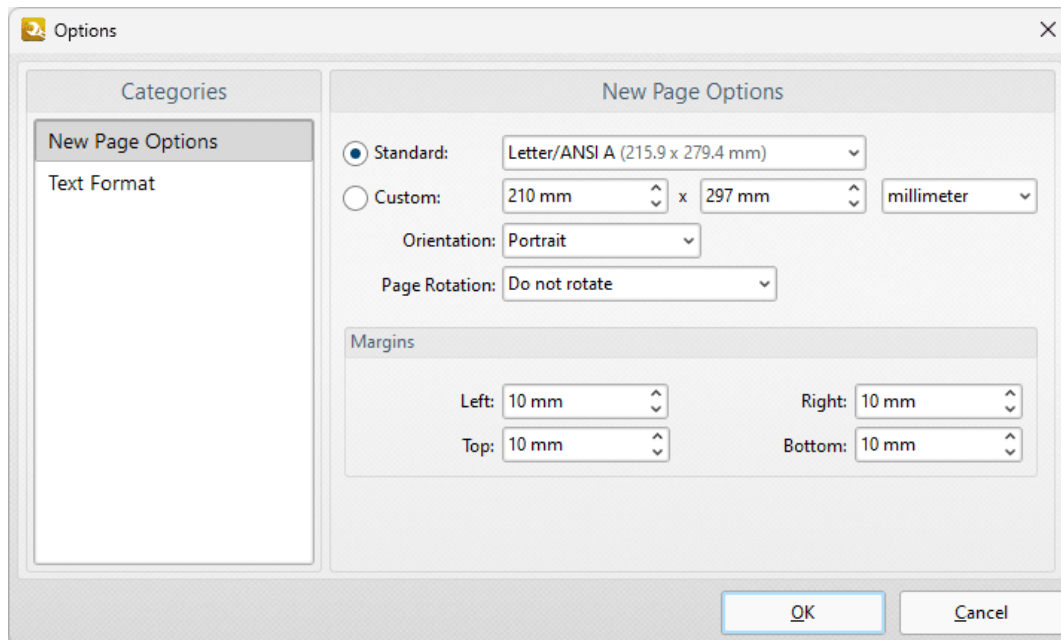 Options
Categories
New Page Options
Text Format
New Page Options
Standard: Letter/ANSI A (215.9 x 279.4 mm)
Custom: 210 mm x 297 mm millimeter
Orientation: Portrait
Page Rotation: Do not rotate
Margins
Left: 10 mm Right: 10 mm
Top: 10 mm Bottom: 10 mm
OK Cancel